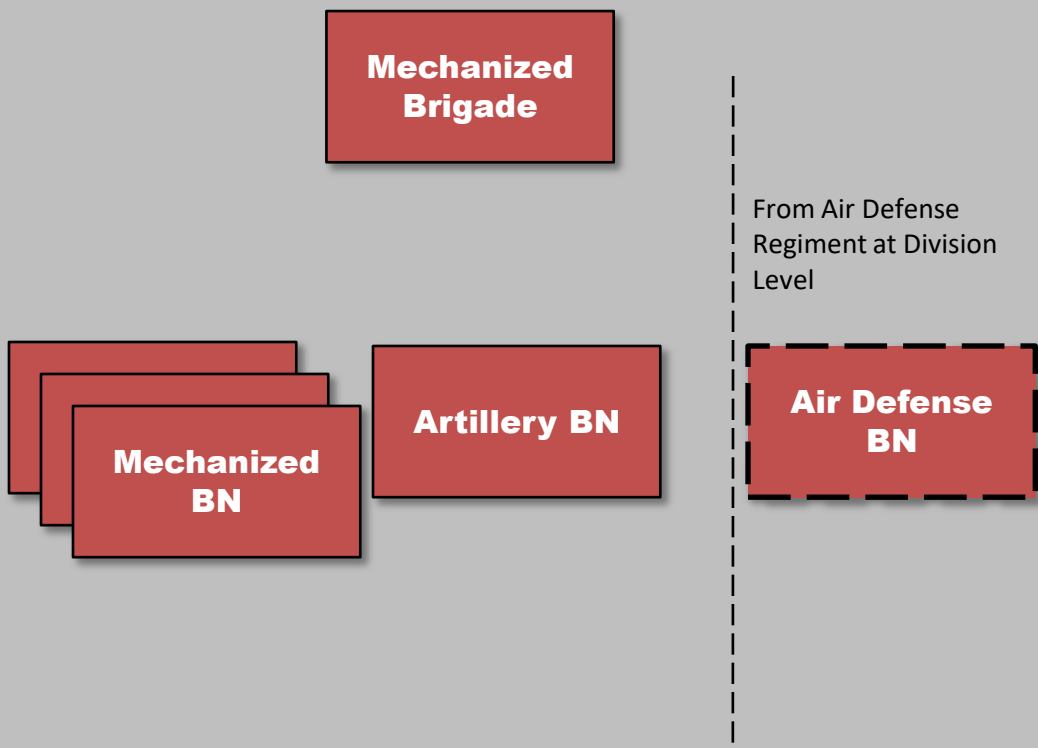 Mechanized
Brigade
From Air Defense
Regiment at Division
Level
Mechanized
BN
Artillery BN
Air Defense
BN